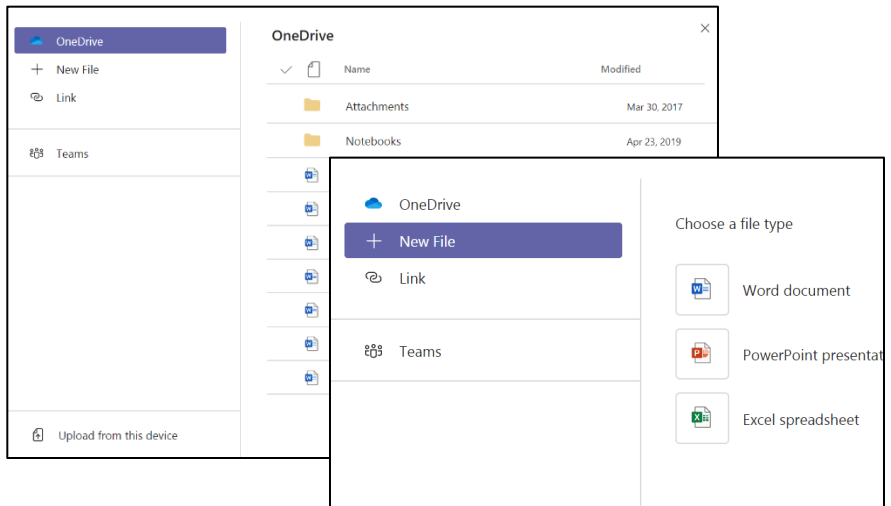 OneDrive
New File
Link
Teams
Upload from this device
OneDrive
Name Modified
Attachments Mar 30, 2017
Notebooks Apr 23, 2019
OneDrive
New File
Link
Teams
Choose a file type
Word document
PowerPoint presentat
Excel spreadsheet